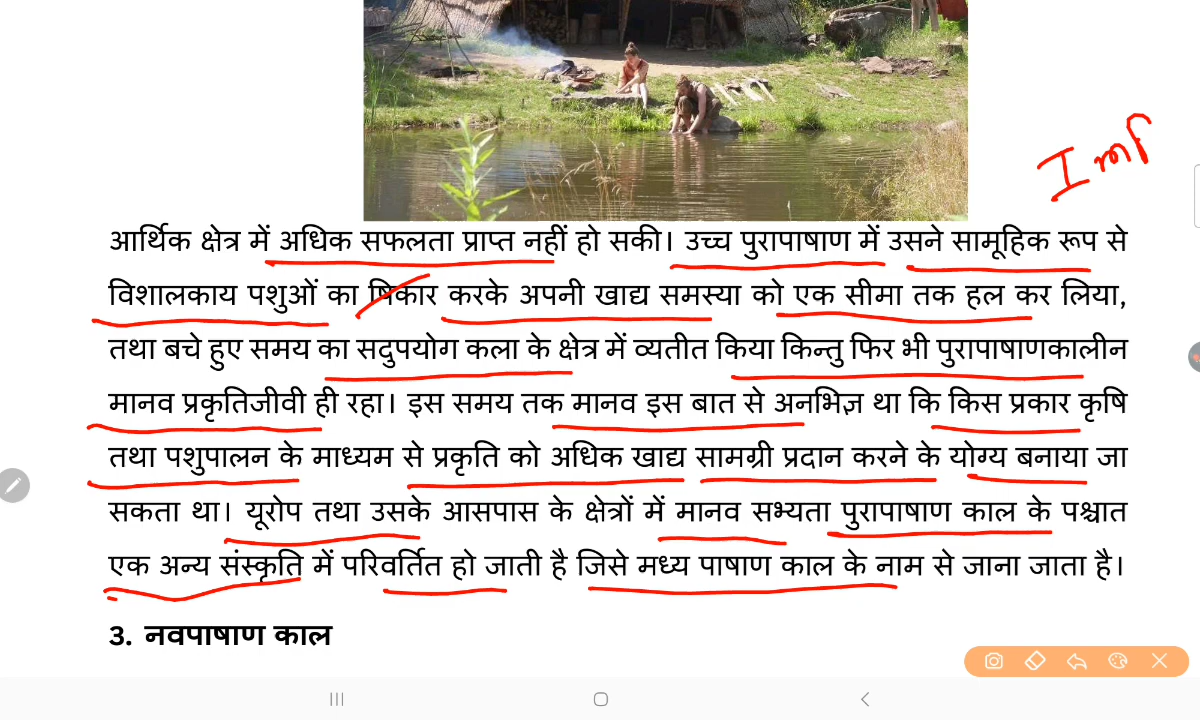 Imp
आर्थिक क्षेत्र में अधिक सफलता प्राप्त नहीं हो सकी। उच्च पुरापाषाण में उसने सामूहिक रूप से
विशालकाय पशुओं का षिकार करके अपनी खाद्य समस्या को एक सीमा तक हल कर लिया,
तथा बचे हुए समय का सदुपयोग कला के क्षेत्र में व्यतीत किया किन्तु फिर भी पुरापाषाणकालीन
मानव प्रकृतिजीवी ही रहा। इस समय तक मानव इस बात से अनभिज्ञ था कि किस प्रकार कृषि
तथा पशुपालन के माध्यम से प्रकृति को अधिक खाद्य सामग्री प्रदान करने के योग्य बनाया जा
सकता था। यूरोप तथा उसके आसपास के क्षेत्रों में मानव सभ्यता पुरापाषाण काल के पश्चात
एक अन्य संस्कृति में परिवर्तित हो जाती है जिसे मध्य पाषाण काल के नाम से जाना जाता है।
3. नवपाषाण काल